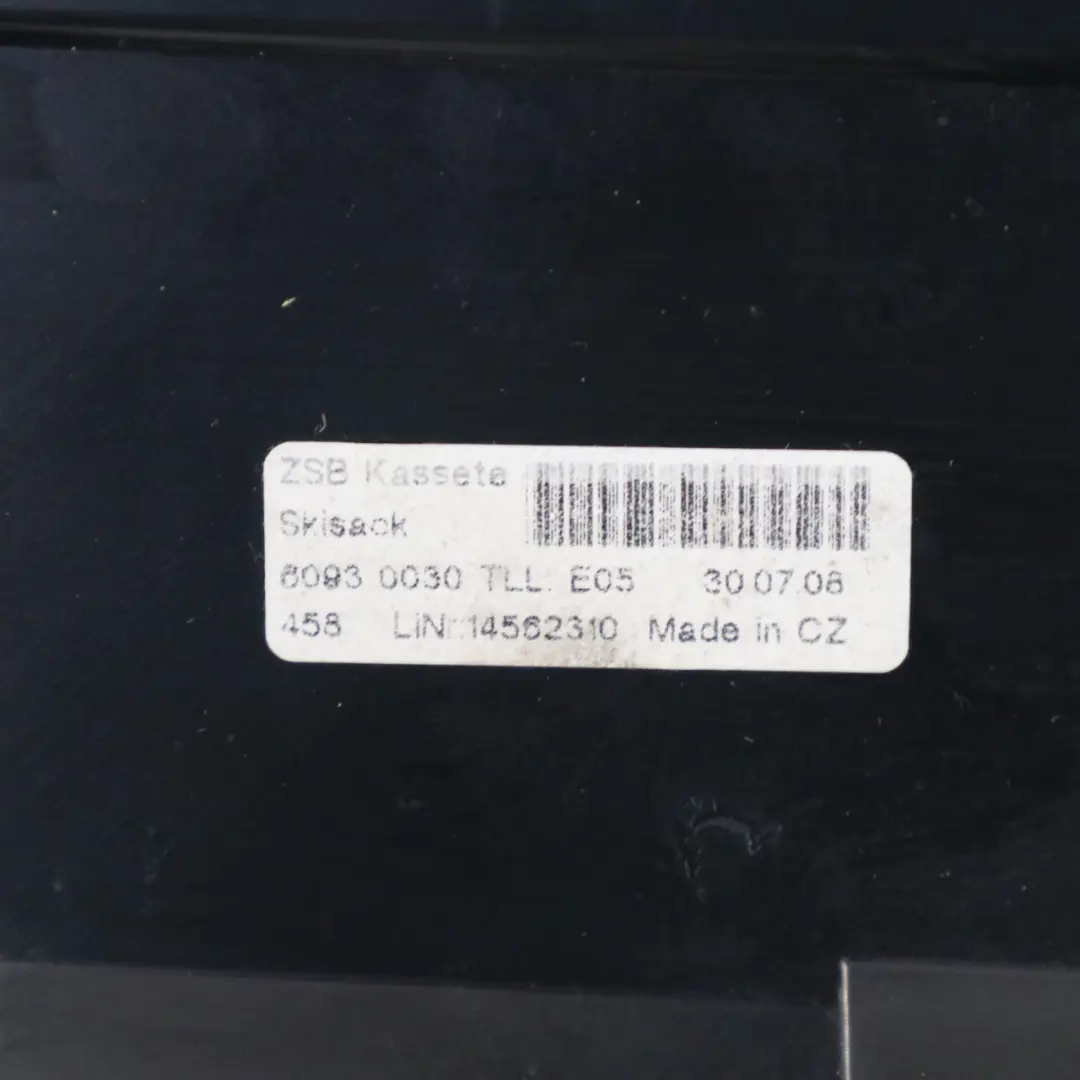 ZSB Kassete
Skisack
6093 0030 TLL: E05 30.07.08
458 LiNr:14562310 Made in CZ